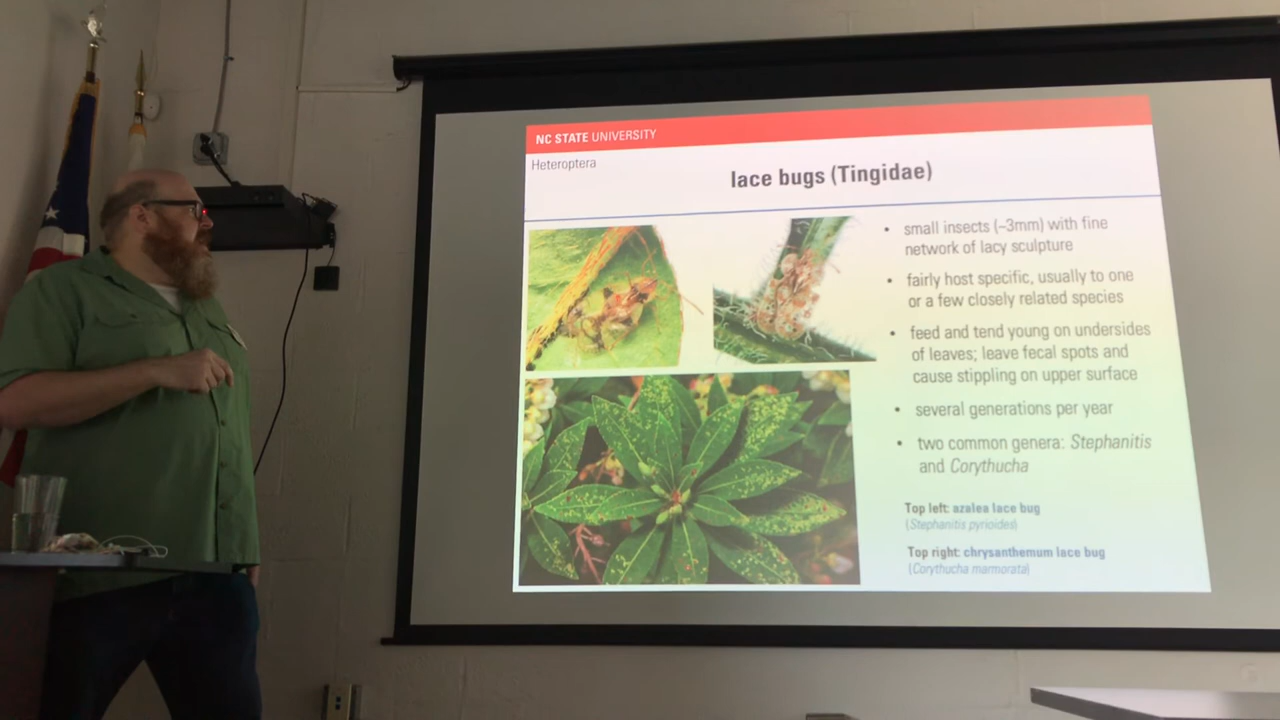 NC STATE UNIVERSITY
Heteroptera
lace bugs (Tingidae)
• small insects (~3mm) with fine
network of lacy sculpture
• fairly host specific, usually to one
or a few closely related species
• feed and tend young on undersides
of leaves; leave fecal spots and
cause stippling on upper surface
• several generations per year
• two common genera: Stephanitis
and Corythucha
Top left: azalea lace bug
(Stephanitis pyrioides)
Top right: chrysanthemum lace bug
(Corythucha marmorata)